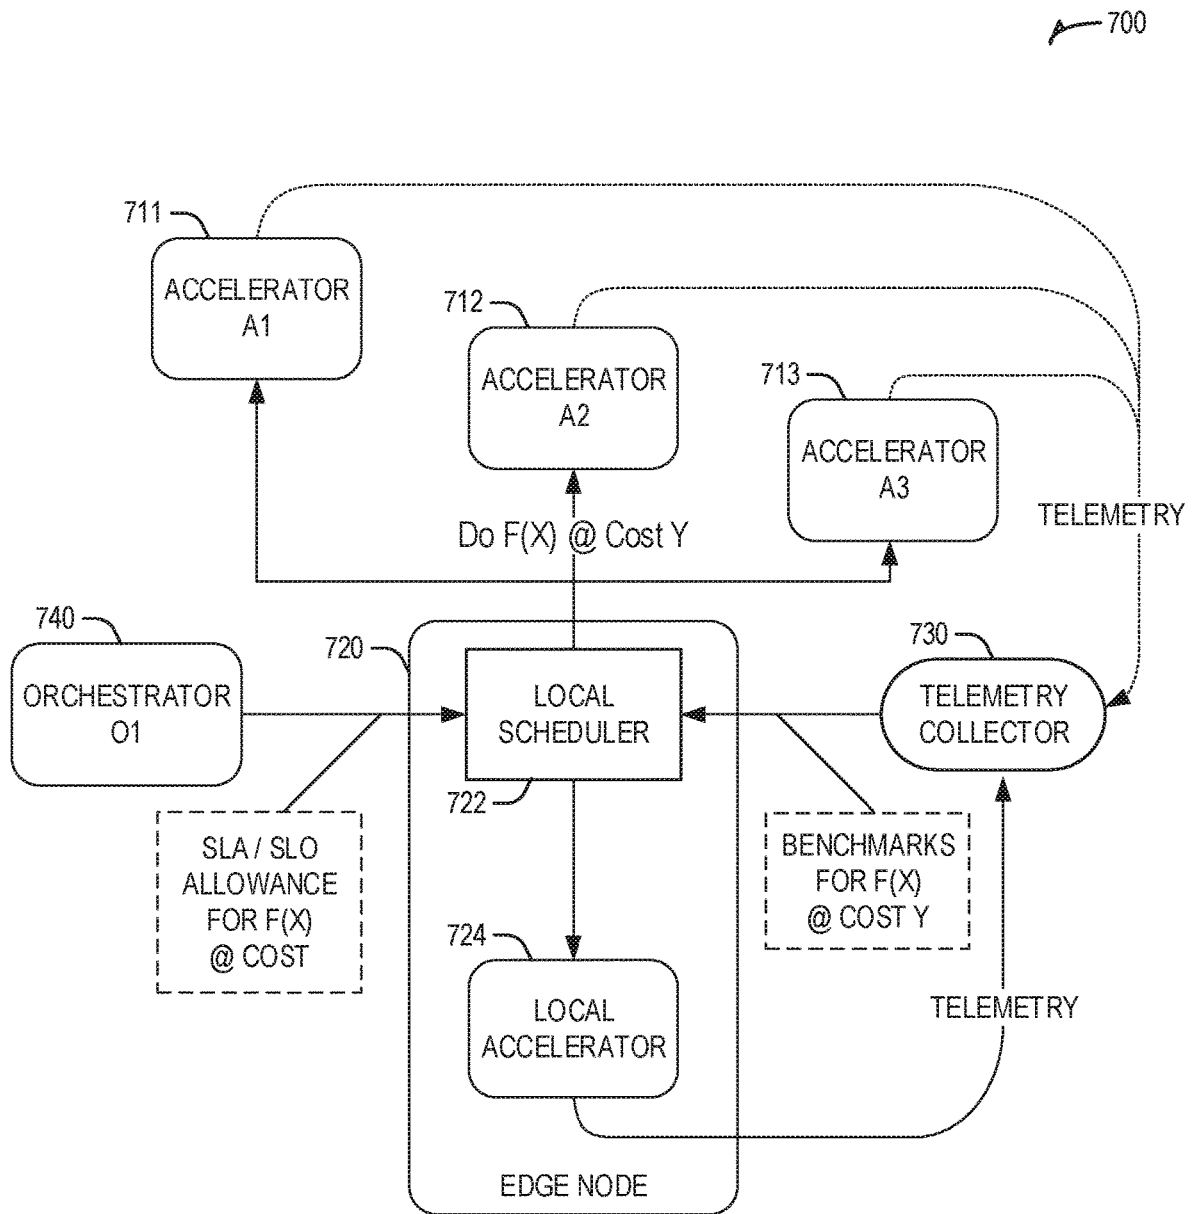 700
711
ACCELERATOR
A1
712
ACCELERATOR
A2
713
ACCELERATOR
A3
TELEMETRY
Do F(X) @ Cost Y
740
ORCHESTRATOR
O1
720
LOCAL
SCHEDULER
722
730
TELEMETRY
COLLECTOR
SLA / SLO
ALLOWANCE
FOR F(X)
@ COST
BENCHMARKS
FOR F(X)
@ COST Y
724
LOCAL
ACCELERATOR
TELEMETRY
EDGE NODE